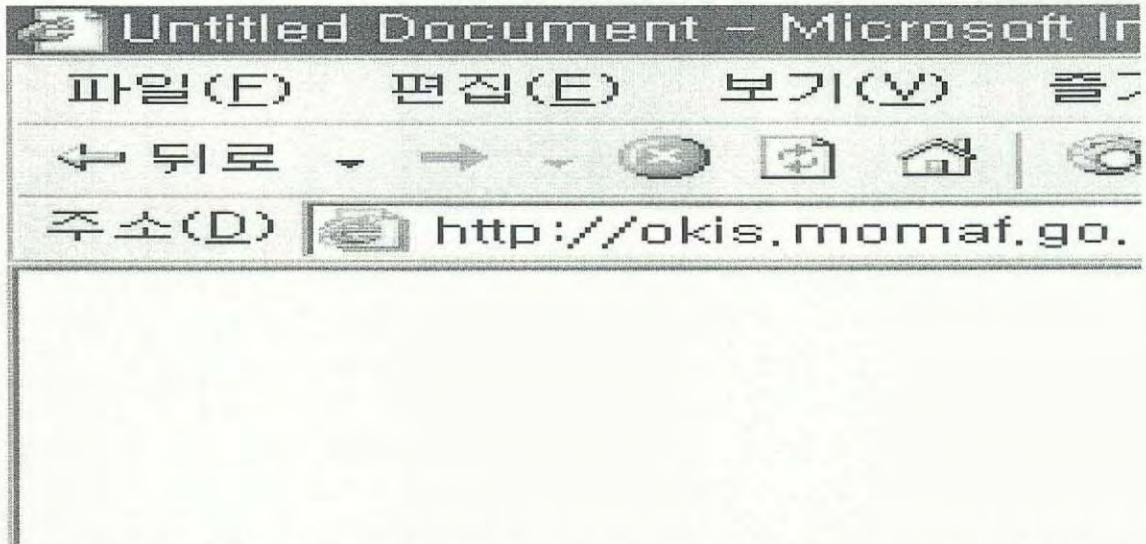 Untitled Document - Microsoft
파일(F) 편집(E) 보기(V)
뒤로
주소(D) http://okis.momaf.go.